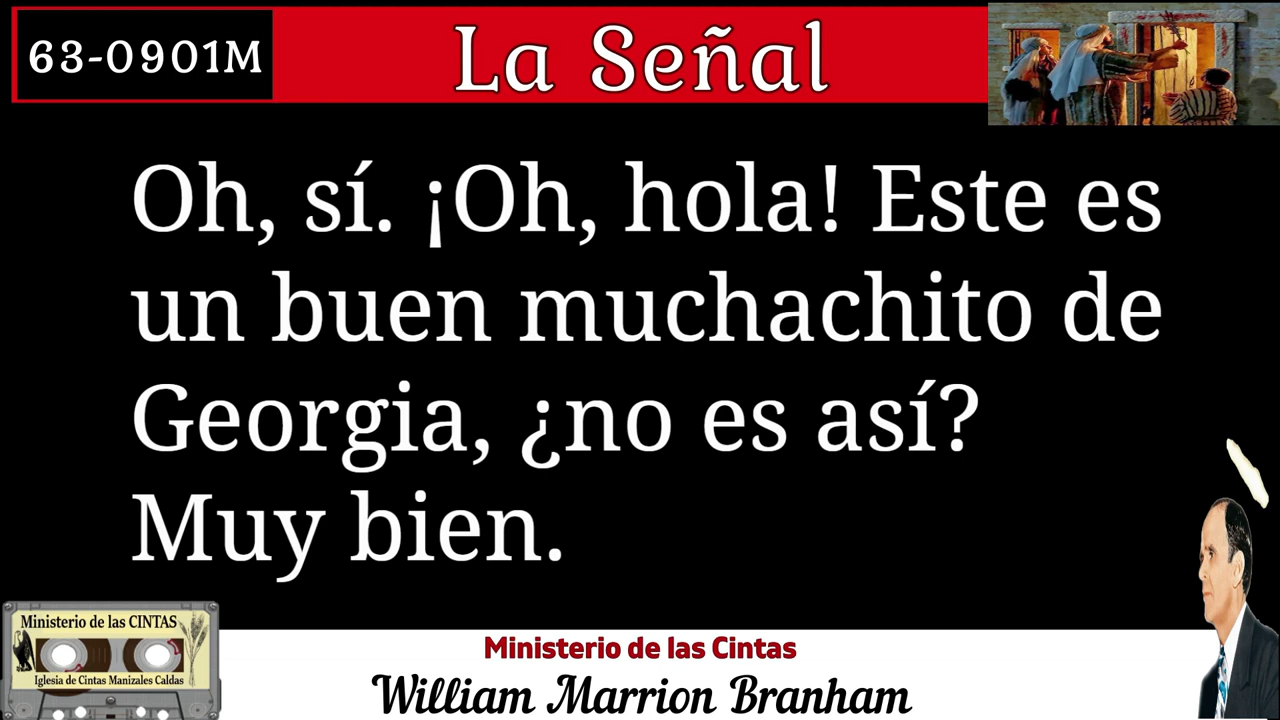 63-0901M
La Señal
Oh, sí. ¡Oh, hola! Este es
un buen muchachito de
Georgia, ¿no es así?
Muy bien.
Ministerio de las CINTAS
Iglesia de Cintas Manizales Caldas
Ministerio de las Cintas
William Marrion Branham